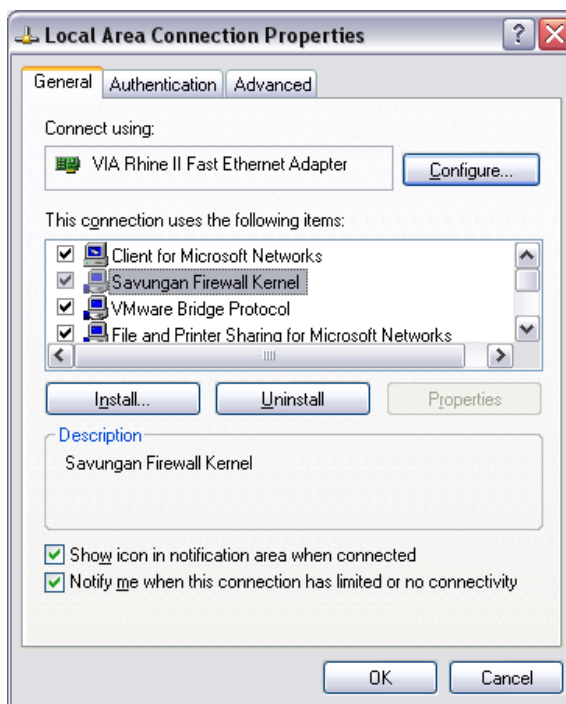 Local Area Connection Properties
General Authentication Advanced
Connect using:
VIA Rhine II Fast Ethernet Adapter
Configure...
This connection uses the following items:
Client for Microsoft Networks
Savungan Firewall Kernel
VMware Bridge Protocol
File and Printer Sharing for Microsoft Networks
Install... Uninstall Properties
Description
Savungan Firewall Kernel
Show icon in notification area when connected
Notify me when this connection has limited or no connectivity
OK Cancel